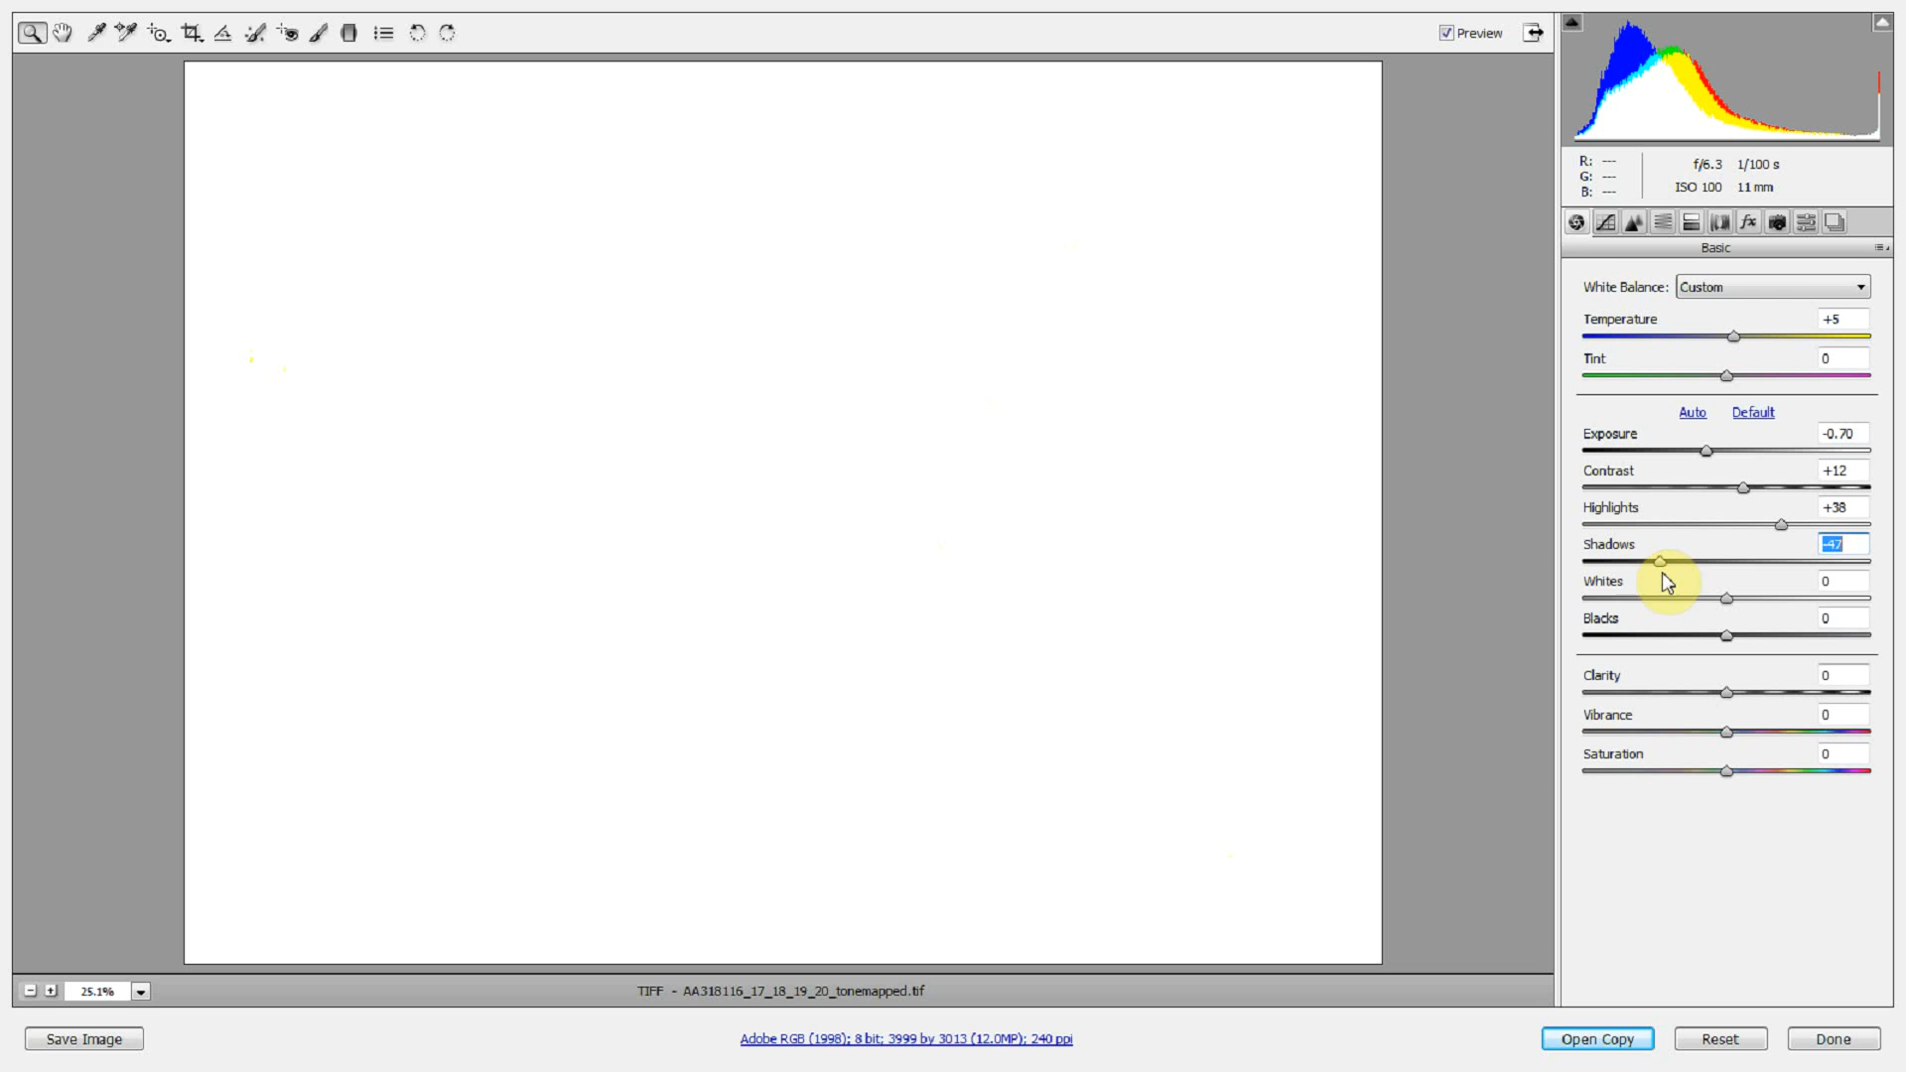 Preview
R: ---
G: ---
B: ---
f/6.3 1/100 s
ISO 100 11 mm
fx
Basic
White Balance: Custom
Temperature +5
Tint 0
Auto Default
Exposure -0.70
Contrast +12
Highlights +38
Shadows -47
Whites 0
Blacks 0
Clarity 0
Vibrance 0
Saturation 0
25.1%
TIFF - AA318116_17_18_19_20_tonemapped.tif
Save Image
Adobe RGB (1998); 8 bit; 3999 by 3013 (12.0MP); 240 ppi
Open Copy Reset Done